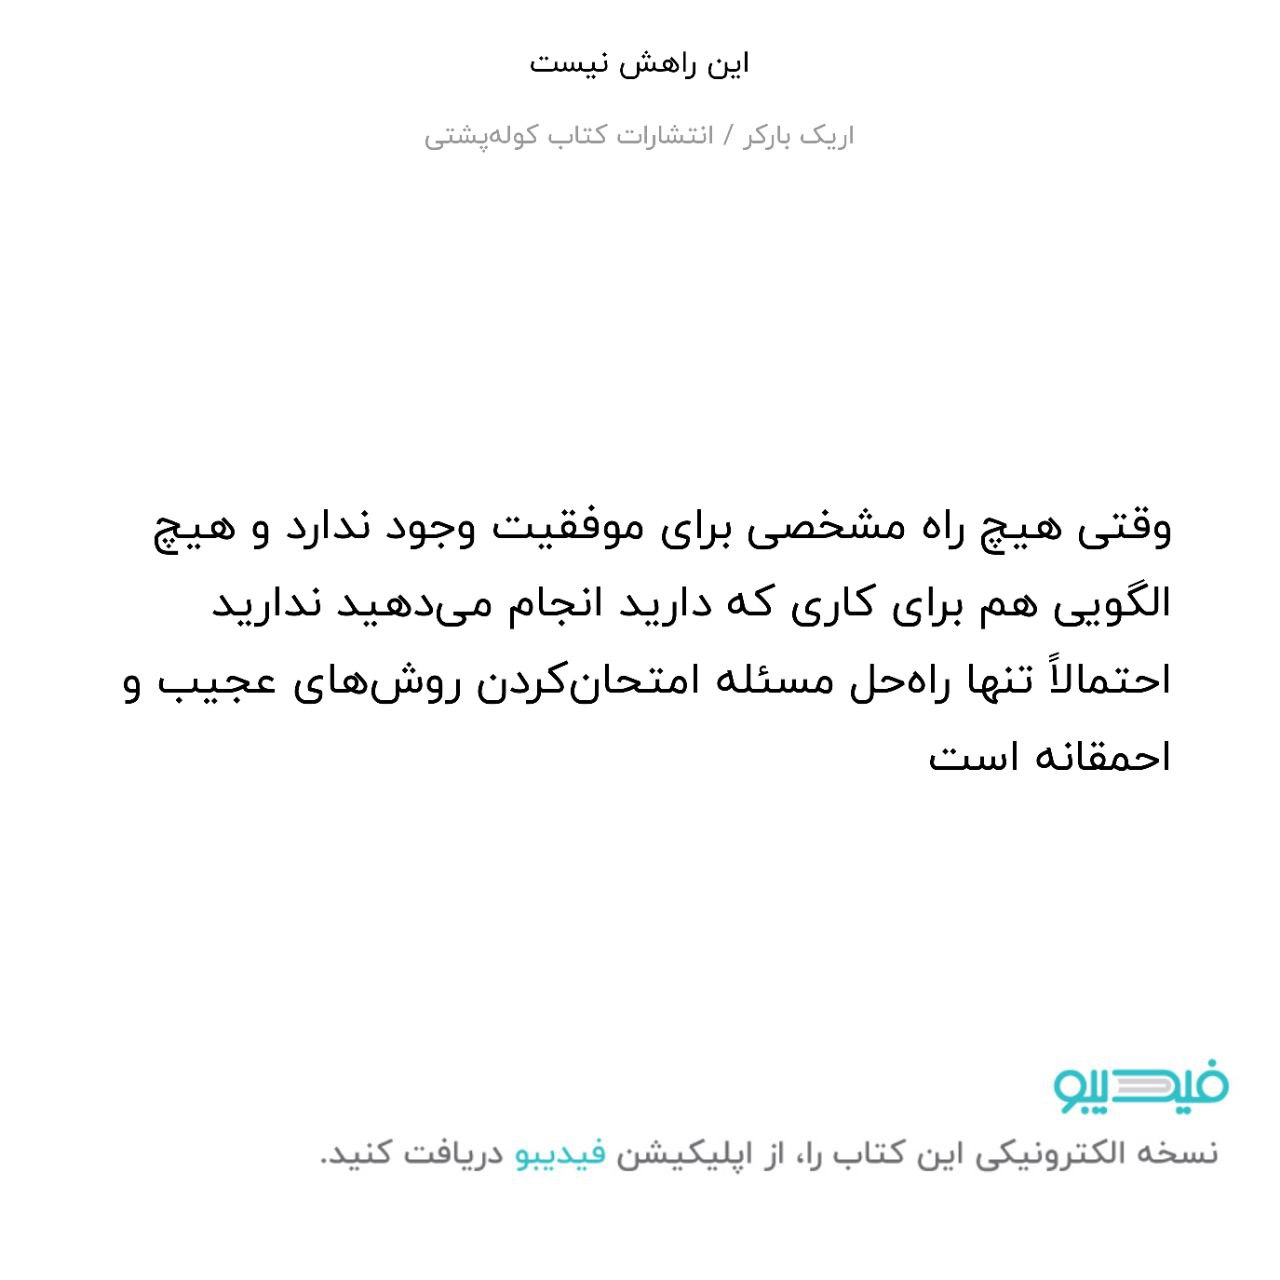 این راهش نیست
اریک بارکر / انتشارات کتاب کوله‌پشتی
وقتی هیچ راه مشخصی برای موفقیت وجود ندارد و هیچ
الگویی هم برای کاری که دارید انجام می‌دهید ندارید
احتمالاً تنها راه‌حل مسئله امتحان‌کردن روش‌های عجیب و
احمقانه است
فیدیبو
نسخه الکترونیکی این کتاب را، از اپلیکیشن فیدیبو دریافت کنید.